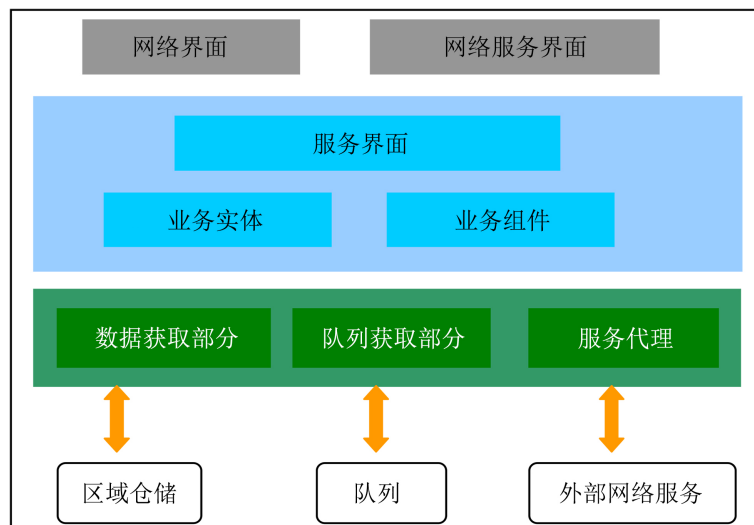 网络界面
网络服务界面
服务界面
业务实体
业务组件
数据获取部分
队列获取部分
服务代理
区域仓储
队列
外部网络服务